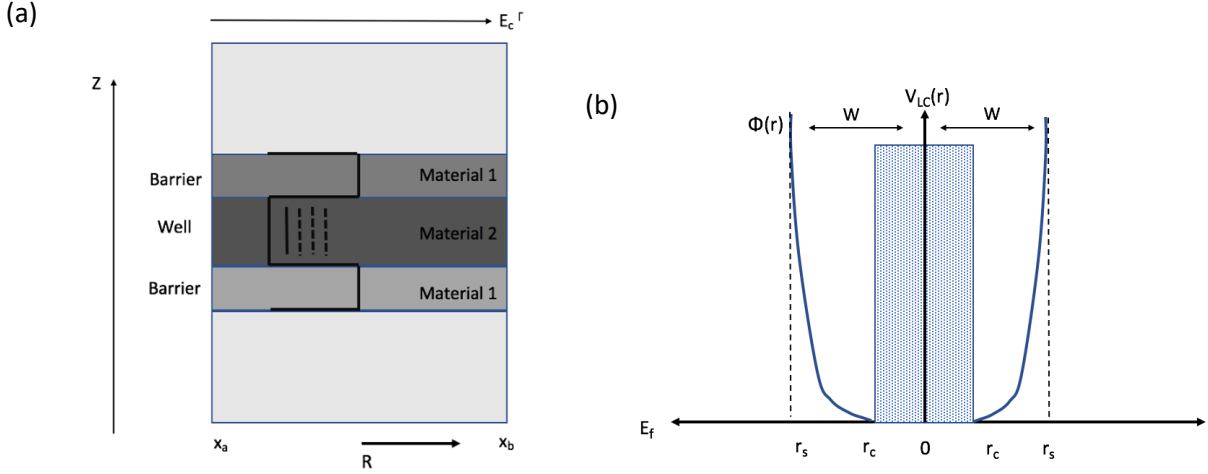 (a)
E_c^Γ
Z
Barrier
Material 1
Well
Material 2
Barrier
Material 1
x_a
x_b
R
(b)
V_LC(r)
Φ(r)
W
W
E_f
r_s
r_c
0
r_c
r_s